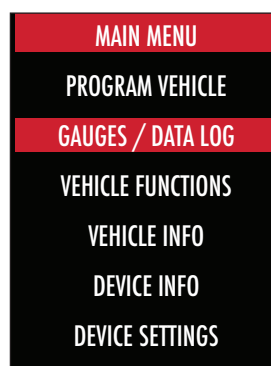 MAIN MENU
PROGRAM VEHICLE
GAUGES / DATA LOG
VEHICLE FUNCTIONS
VEHICLE INFO
DEVICE INFO
DEVICE SETTINGS